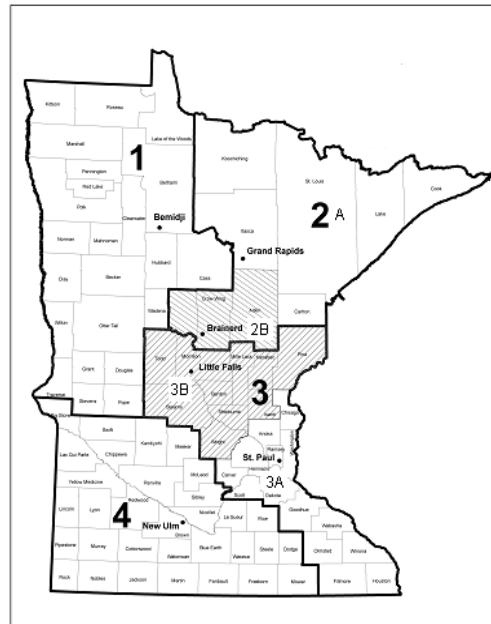 Kittson
Roseau
Lake of the Woods
Marshall
Koochiching
1
St. Louis
Cook
Pennington
Beltrami
Red Lake
Lake
Polk
Clearwater
2 A
Itasca
Bemidji
Norman
Mahnomen
Grand Rapids
Hubbard
Cass
Clay
Becker
Crow Wing
Aitkin
Carlton
Wadena
Wilkin
Otter Tail
Brainerd
2B
Todd
Morrison
Mille Lacs
Kanabec
Pine
Grant
Douglas
Little Falls
3B
3
Benton
Traverse
Stevens
Pope
Stearns
Sherburne
Isanti
Chisago
Big Stone
Swift
Anoka
Kandiyohi
Meeker
Wright
Ramsey
Washington
Lac Qui Parle
Chippewa
St. Paul
Hennepin
McLeod
Carver
Yellow Medicine
Renville
3A
Sibley
Scott
Dakota
Redwood
Nicollet
Goodhue
Lincoln
Lyon
4
New Ulm
Le Sueur
Rice
Wabasha
Brown
Pipestone
Murray
Cottonwood
Watonwan
Blue Earth
Waseca
Steele
Dodge
Olmsted
Winona
Rock
Nobles
Jackson
Martin
Faribault
Freeborn
Mower
Fillmore
Houston